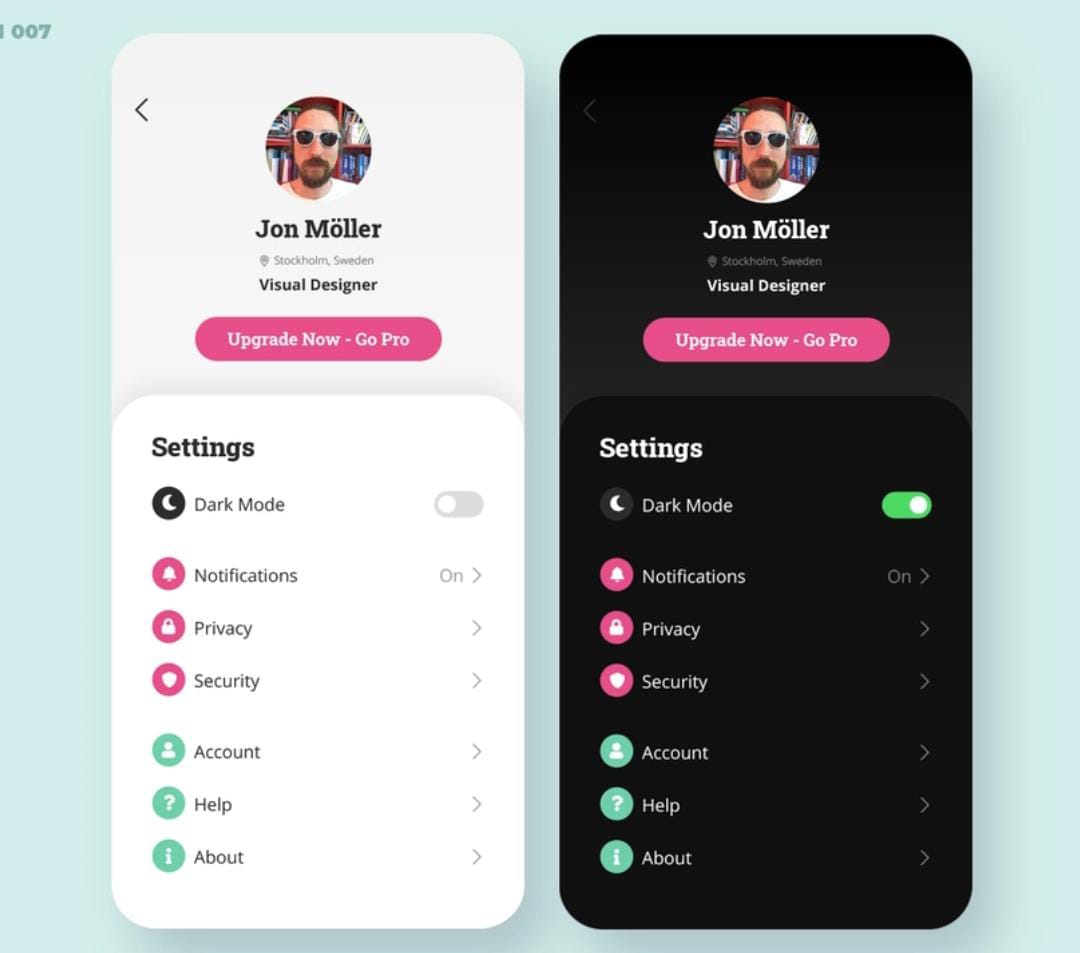 007
Jon Möller
Stockholm, Sweden
Visual Designer
Upgrade Now - Go Pro
Settings
Dark Mode
Notifications On
Privacy
Security
Account
Help
About
Jon Möller
Stockholm, Sweden
Visual Designer
Upgrade Now - Go Pro
Settings
Dark Mode
Notifications On
Privacy
Security
Account
Help
About